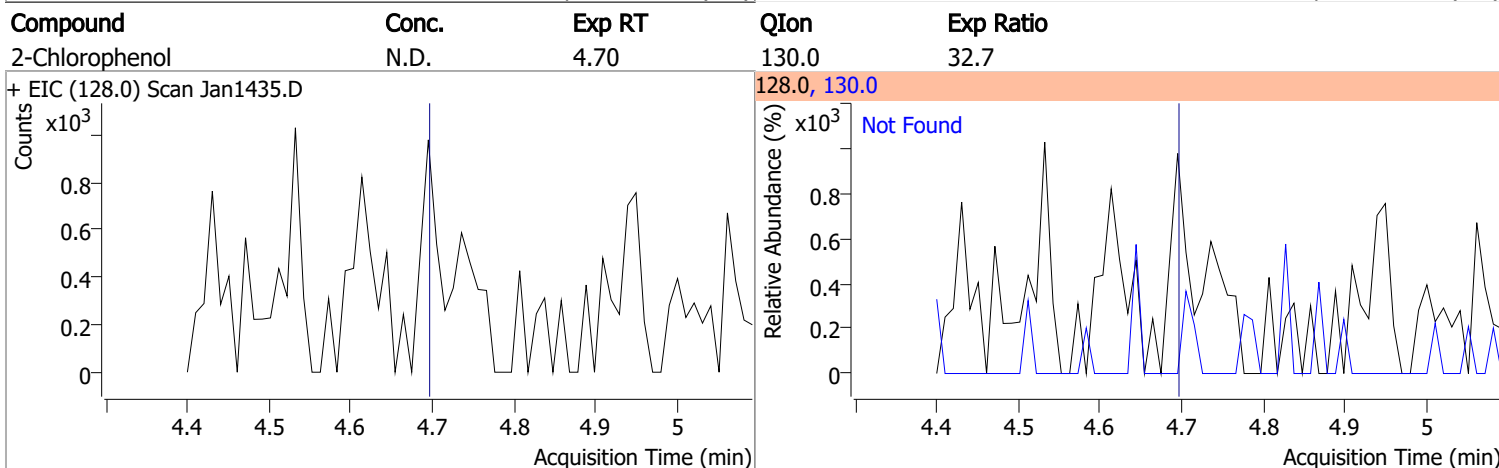 Compound Conc. Exp RT QIon Exp Ratio
2-Chlorophenol N.D. 4.70 130.0 32.7
+ EIC (128.0) Scan Jan1435.D
128.0, 130.0
Counts
x10³
0.8
0.6
0.4
0.2
0
4.4 4.5 4.6 4.7 4.8 4.9 5
Acquisition Time (min)
Relative Abundance (%)
x10³
Not Found
0.8
0.6
0.4
0.2
0
4.4 4.5 4.6 4.7 4.8 4.9 5
Acquisition Time (min)